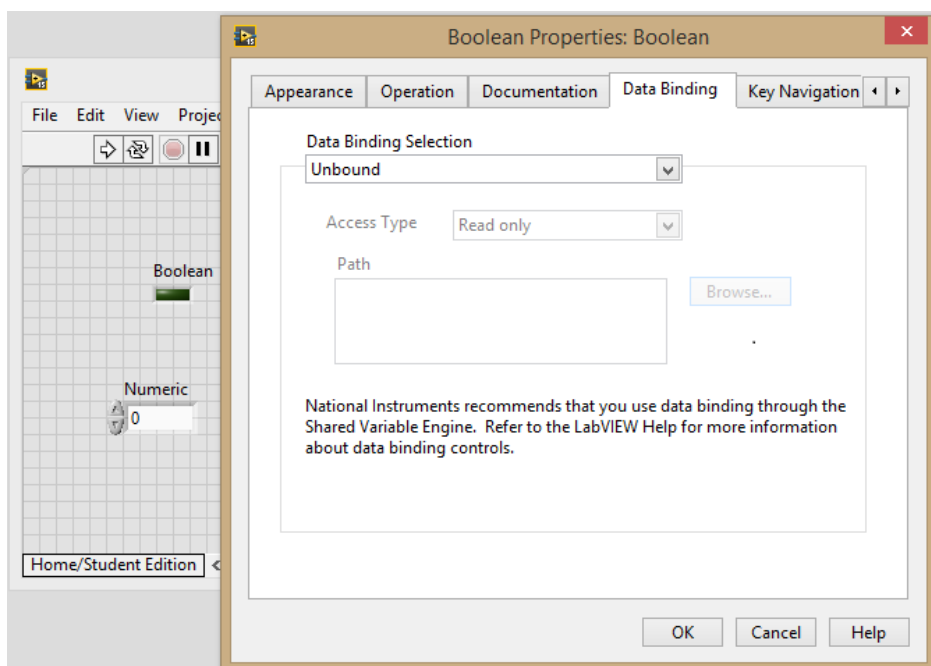 Boolean Properties: Boolean
15
15
File Edit View Projec
Boolean
Numeric
0
Home/Student Edition
Appearance Operation Documentation Data Binding Key Navigation
Data Binding Selection
Unbound
Access Type Read only
Path
Browse...
National Instruments recommends that you use data binding through the
Shared Variable Engine. Refer to the LabVIEW Help for more information
about data binding controls.
OK Cancel Help